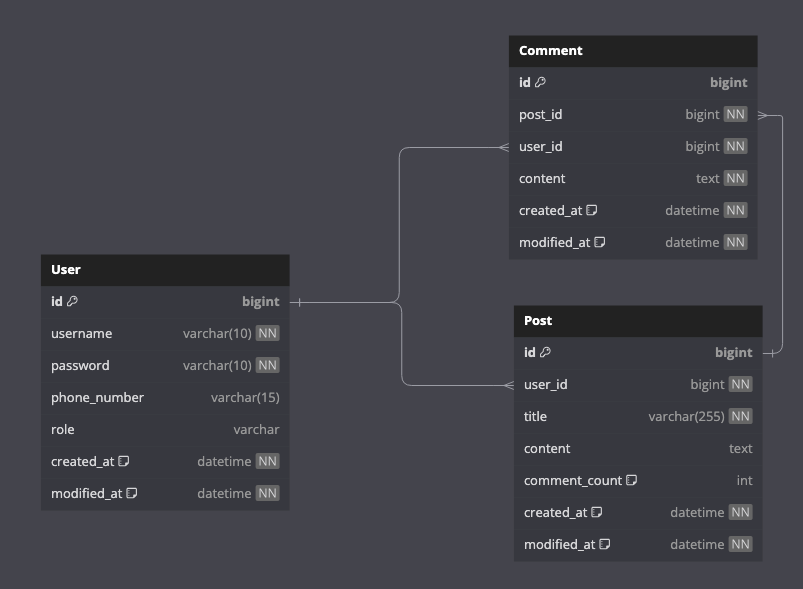 Comment
id bigint
post_id bigint NN
user_id bigint NN
content text NN
created_at datetime NN
modified_at datetime NN
User
id bigint
username varchar(10) NN
password varchar(10) NN
phone_number varchar(15)
role varchar
created_at datetime NN
modified_at datetime NN
Post
id bigint
user_id bigint NN
title varchar(255) NN
content text
comment_count int
created_at datetime NN
modified_at datetime NN